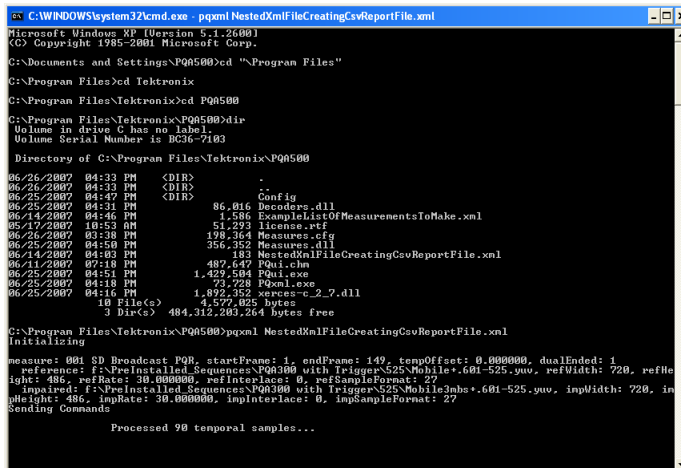 C:\WINDOWS\system32\cmd.exe - pqxml NestedXmlFileCreatingCsvReportFile.xml
Microsoft Windows XP [Version 5.1.2600]
(C) Copyright 1985-2001 Microsoft Corp.
C:\Documents and Settings\PQA500>cd "\Program Files"
C:\Program Files>cd Tektronix
C:\Program Files\Tektronix>cd PQA500
C:\Program Files\Tektronix\PQA500>dir
Volume in drive C has no label.
Volume Serial Number is BC36-7103
Directory of C:\Program Files\Tektronix\PQA500
06/26/2007 04:33 PM <DIR> .
06/26/2007 04:33 PM <DIR> ..
06/25/2007 04:47 PM <DIR> Config
06/25/2007 04:31 PM 86,016 Decoders.dll
06/14/2007 04:46 PM 1,586 ExampleListOfMeasurementsToMake.xml
05/17/2007 10:53 AM 51,293 license.rtf
06/26/2007 03:38 PM 198,364 Measures.cfg
06/25/2007 04:50 PM 356,352 Measures.dll
06/14/2007 04:03 PM 183 NestedXmlFileCreatingCsvReportFile.xml
06/11/2007 07:18 PM 487,647 PQui.chm
06/25/2007 04:51 PM 1,429,504 PQui.exe
06/25/2007 04:18 PM 73,728 PQxml.exe
06/25/2007 04:16 PM 1,892,352 xerces-c_2_7.dll
10 File(s) 4,577,025 bytes
3 Dir(s) 484,312,203,264 bytes free
C:\Program Files\Tektronix\PQA500>pqxml NestedXmlFileCreatingCsvReportFile.xml
Initializing
measure: 001 SD Broadcast PQR, startFrame: 1, endFrame: 149, tempOffset: 0.000000, dualEnded: 1
reference: f:\PreInstalled_Sequences\PQA300 with Trigger\525\Mobile+.601-525.yuv, refWidth: 720, refHe
ight: 486, refRate: 30.000000, refInterlace: 0, refSampleFormat: 27
impaired: f:\PreInstalled_Sequences\PQA300 with Trigger\525\Mobile3mbs+.601-525.yuv, impWidth: 720, im
pHeight: 486, impRate: 30.000000, impInterlace: 0, impSampleFormat: 27
Sending Commands
Processed 90 temporal samples...